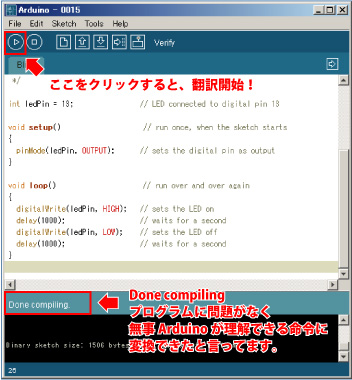 Arduino - 0015
File Edit Sketch Tools Help
Verify
ここをクリックすると、翻訳開始！
*/
int ledPin = 13; // LED connected to digital pin 13
void setup() // run once, when the sketch starts
{
pinMode(ledPin, OUTPUT); // sets the digital pin as output
}
void loop() // run over and over again
{
digitalWrite(ledPin, HIGH); // sets the LED on
delay(1000); // waits for a second
digitalWrite(ledPin, LOW); // sets the LED off
delay(1000); // waits for a second
}
Done compiling.
Done compiling
プログラムに問題がなく
無事 Arduino が理解できる命令に
変換できたと言ってます。
Binary sketch size: 1506 bytes
25